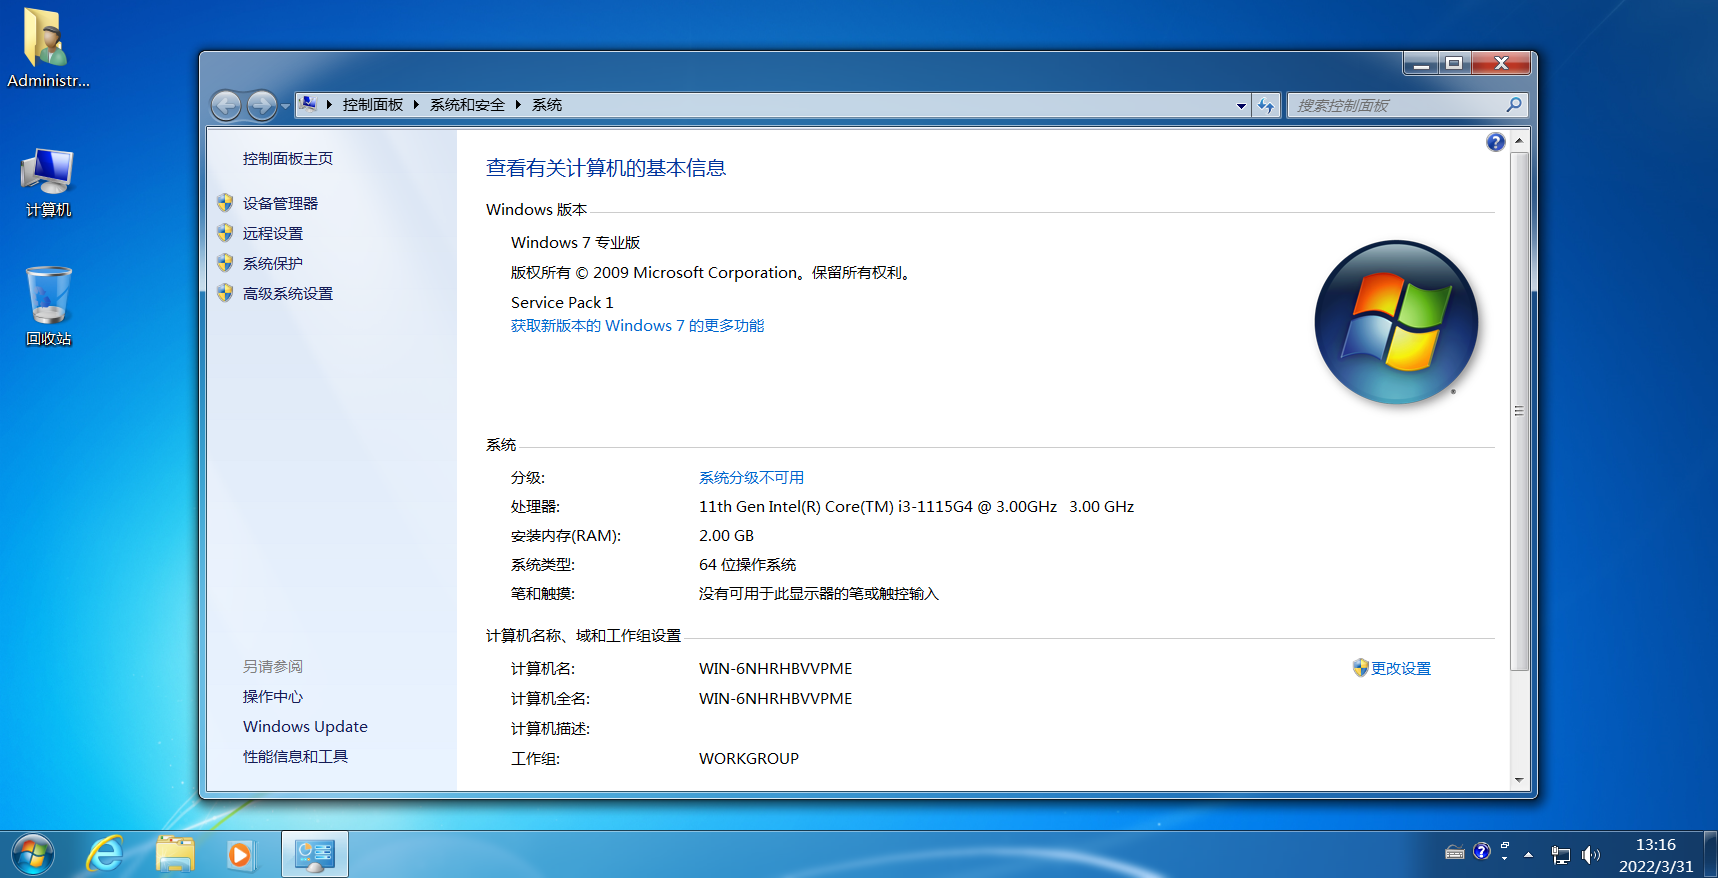 Administr...
计算机
回收站
控制面板 系统和安全 系统
搜索控制面板
控制面板主页
设备管理器
远程设置
系统保护
高级系统设置
另请参阅
操作中心
Windows Update
性能信息和工具
查看有关计算机的基本信息
Windows 版本
Windows 7 专业版
版权所有 © 2009 Microsoft Corporation。保留所有权利。
Service Pack 1
获取新版本的 Windows 7 的更多功能
系统
分级: 系统分级不可用
处理器: 11th Gen Intel(R) Core(TM) i3-1115G4 @ 3.00GHz 3.00 GHz
安装内存(RAM): 2.00 GB
系统类型: 64 位操作系统
笔和触摸: 没有可用于此显示器的笔或触控输入
计算机名称、域和工作组设置
计算机名: WIN-6NHRHBVVPME 更改设置
计算机全名: WIN-6NHRHBVVPME
计算机描述:
工作组: WORKGROUP
13:16
2022/3/31